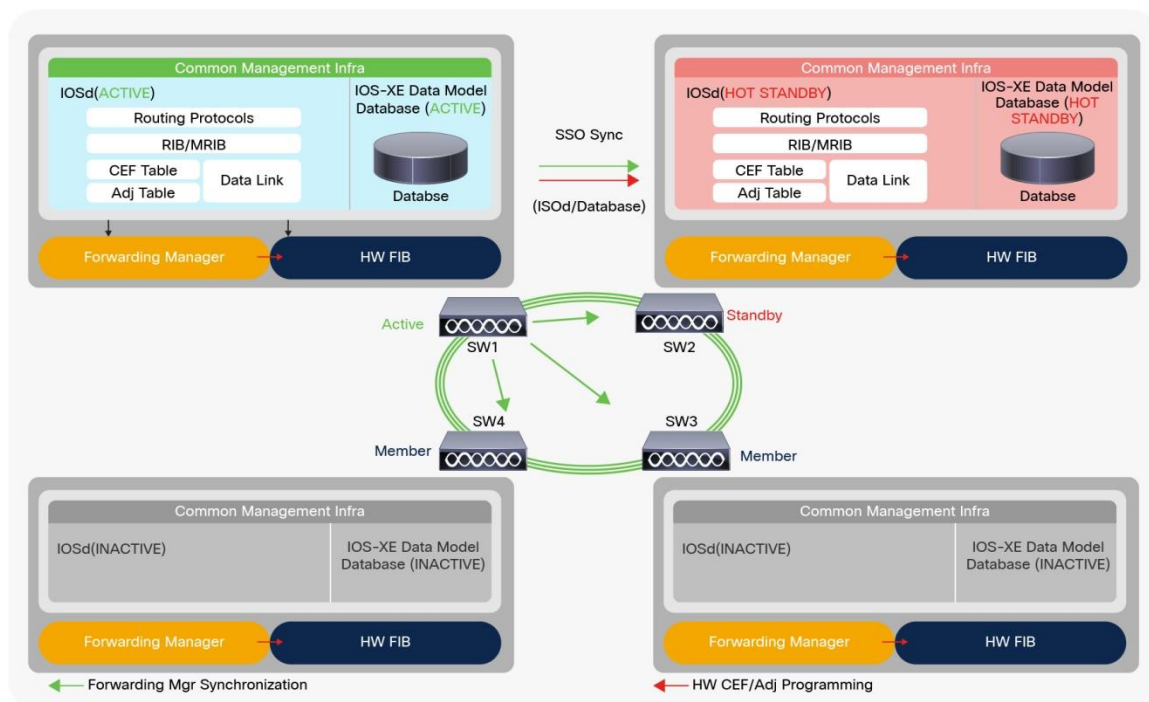 Common Management Infra
IOSd(ACTIVE)
Routing Protocols
RIB/MRIB
CEF Table
Adj Table
Data Link
IOS-XE Data Model
Database (ACTIVE)
Databse
Forwarding Manager
HW FIB
SSO Sync
(ISOd/Database)
Common Management Infra
IOSd(HOT STANDBY)
Routing Protocols
RIB/MRIB
CEF Table
Adj Table
Data Link
IOS-XE Data Model
Database (HOT
STANDBY)
Databse
Forwarding Manager
HW FIB
Active
SW1
SW2
Standby
SW4
SW3
Member
Member
Common Management Infra
IOSd(INACTIVE)
IOS-XE Data Model
Database (INACTIVE)
Forwarding Manager
HW FIB
Common Management Infra
IOSd(INACTIVE)
IOS-XE Data Model
Database (INACTIVE)
Forwarding Manager
HW FIB
Forwarding Mgr Synchronization
HW CEF/Adj Programming